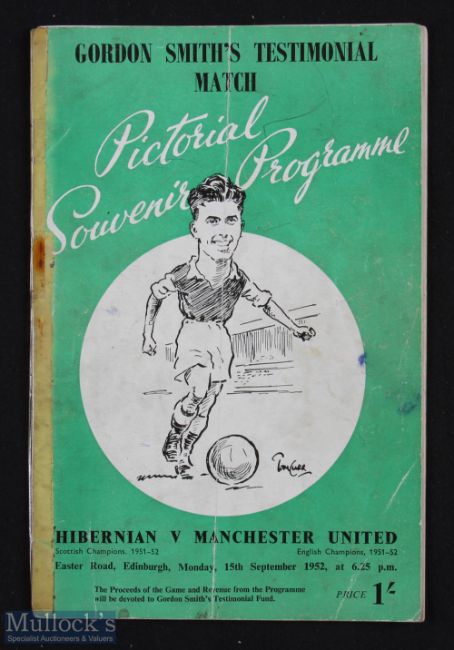 GORDON SMITH'S TESTIMONIAL
MATCH
Pictorial
Souvenir Programme
HIBERNIAN V MANCHESTER UNITED
Scottish Champions, 1951-52 English Champions, 1951-52
Easter Road, Edinburgh, Monday, 15th September 1952, at 6.25 p.m.
The Proceeds of the Game and Revenue from the Programme
will be devoted to Gordon Smith's Testimonial Fund.
PRICE 1/-
Mullock's
Specialist Auctioneers & Valuers